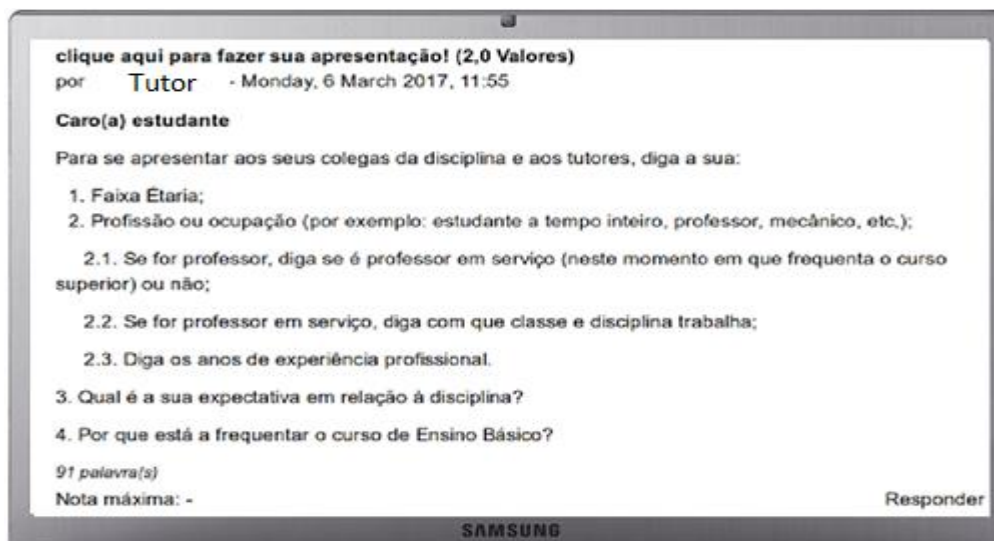 clique aqui para fazer sua apresentação! (2,0 Valores)
por Tutor - Monday, 6 March 2017, 11:55
Caro(a) estudante
Para se apresentar aos seus colegas da disciplina e aos tutores, diga a sua:
1. Faixa Étaria;
2. Profissão ou ocupação (por exemplo: estudante a tempo inteiro, professor, mecânico, etc.);
2.1. Se for professor, diga se é professor em serviço (neste momento em que frequenta o curso
superior) ou não;
2.2. Se for professor em serviço, diga com que classe e disciplina trabalha;
2.3. Diga os anos de experiência profissional.
3. Qual é a sua expectativa em relação à disciplina?
4. Por que está a frequentar o curso de Ensino Básico?
91 palavra(s)
Nota máxima: -
Responder
SAMSUNG